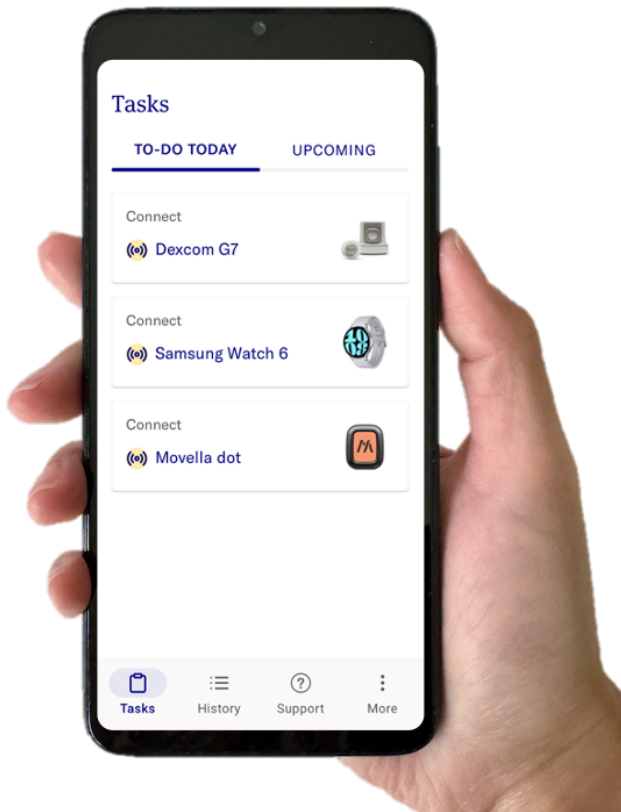 Tasks
TO-DO TODAY
UPCOMING
Connect
Dexcom G7
Connect
Samsung Watch 6
Connect
Movella dot
Tasks
History
Support
More